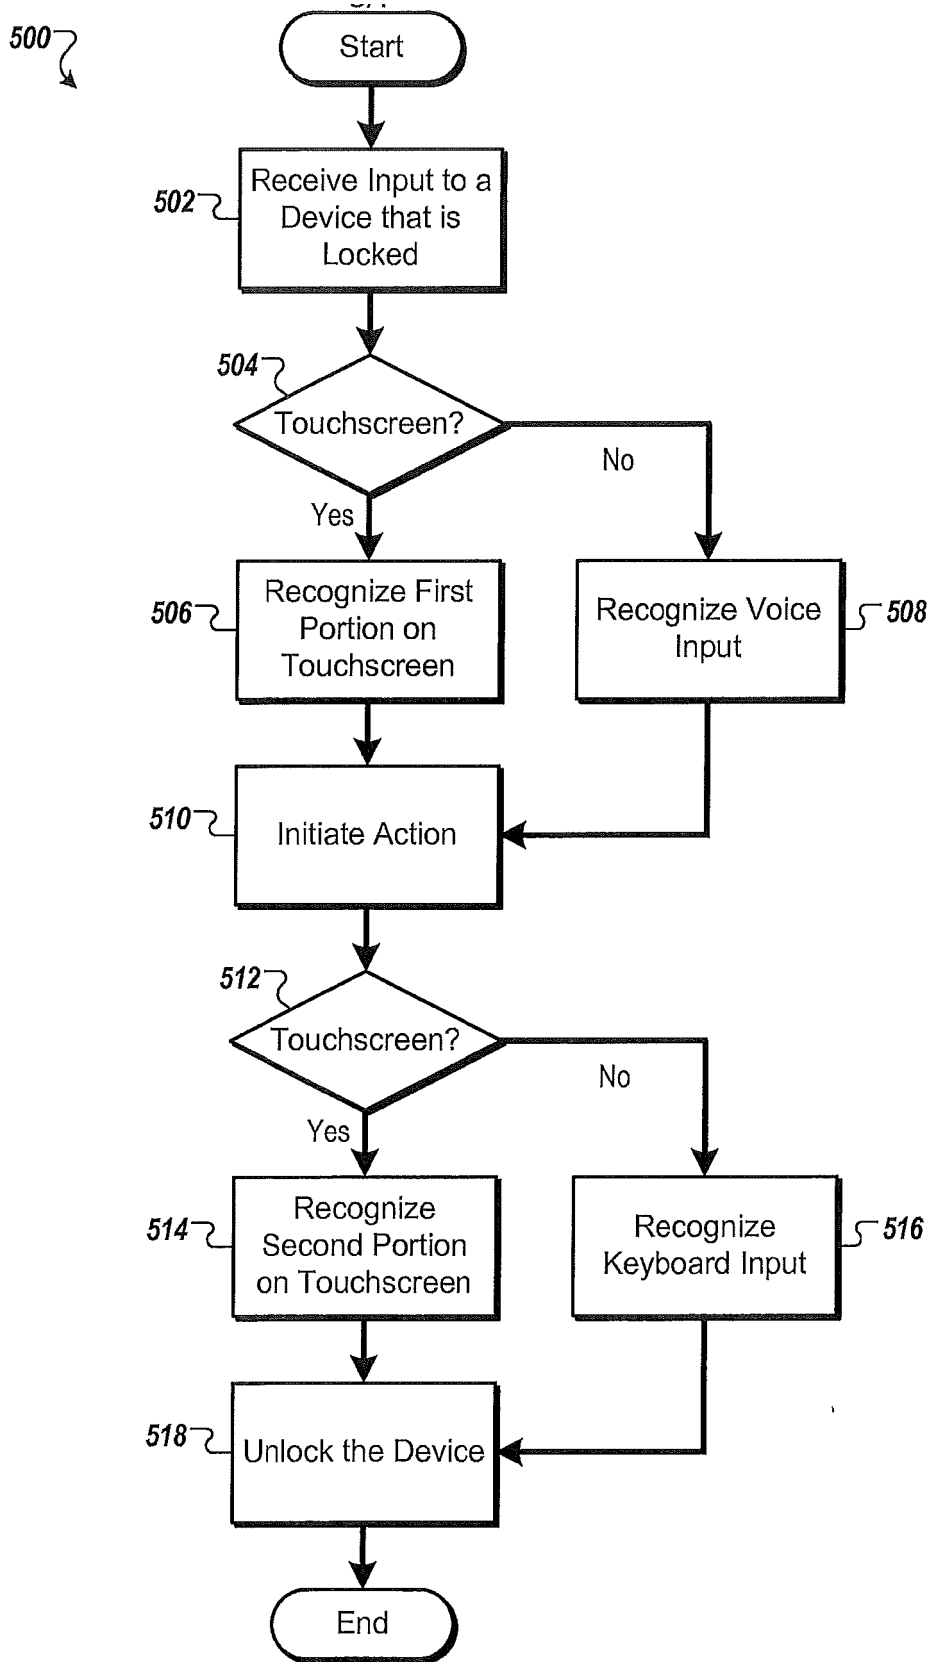 500
Start
502
Receive Input to a
Device that is
Locked
504
Touchscreen?
No
Yes
506
Recognize First
Portion on
Touchscreen
Recognize Voice
Input
508
510
Initiate Action
512
Touchscreen?
No
Yes
514
Recognize
Second Portion
on Touchscreen
Recognize
Keyboard Input
516
518
Unlock the Device
End